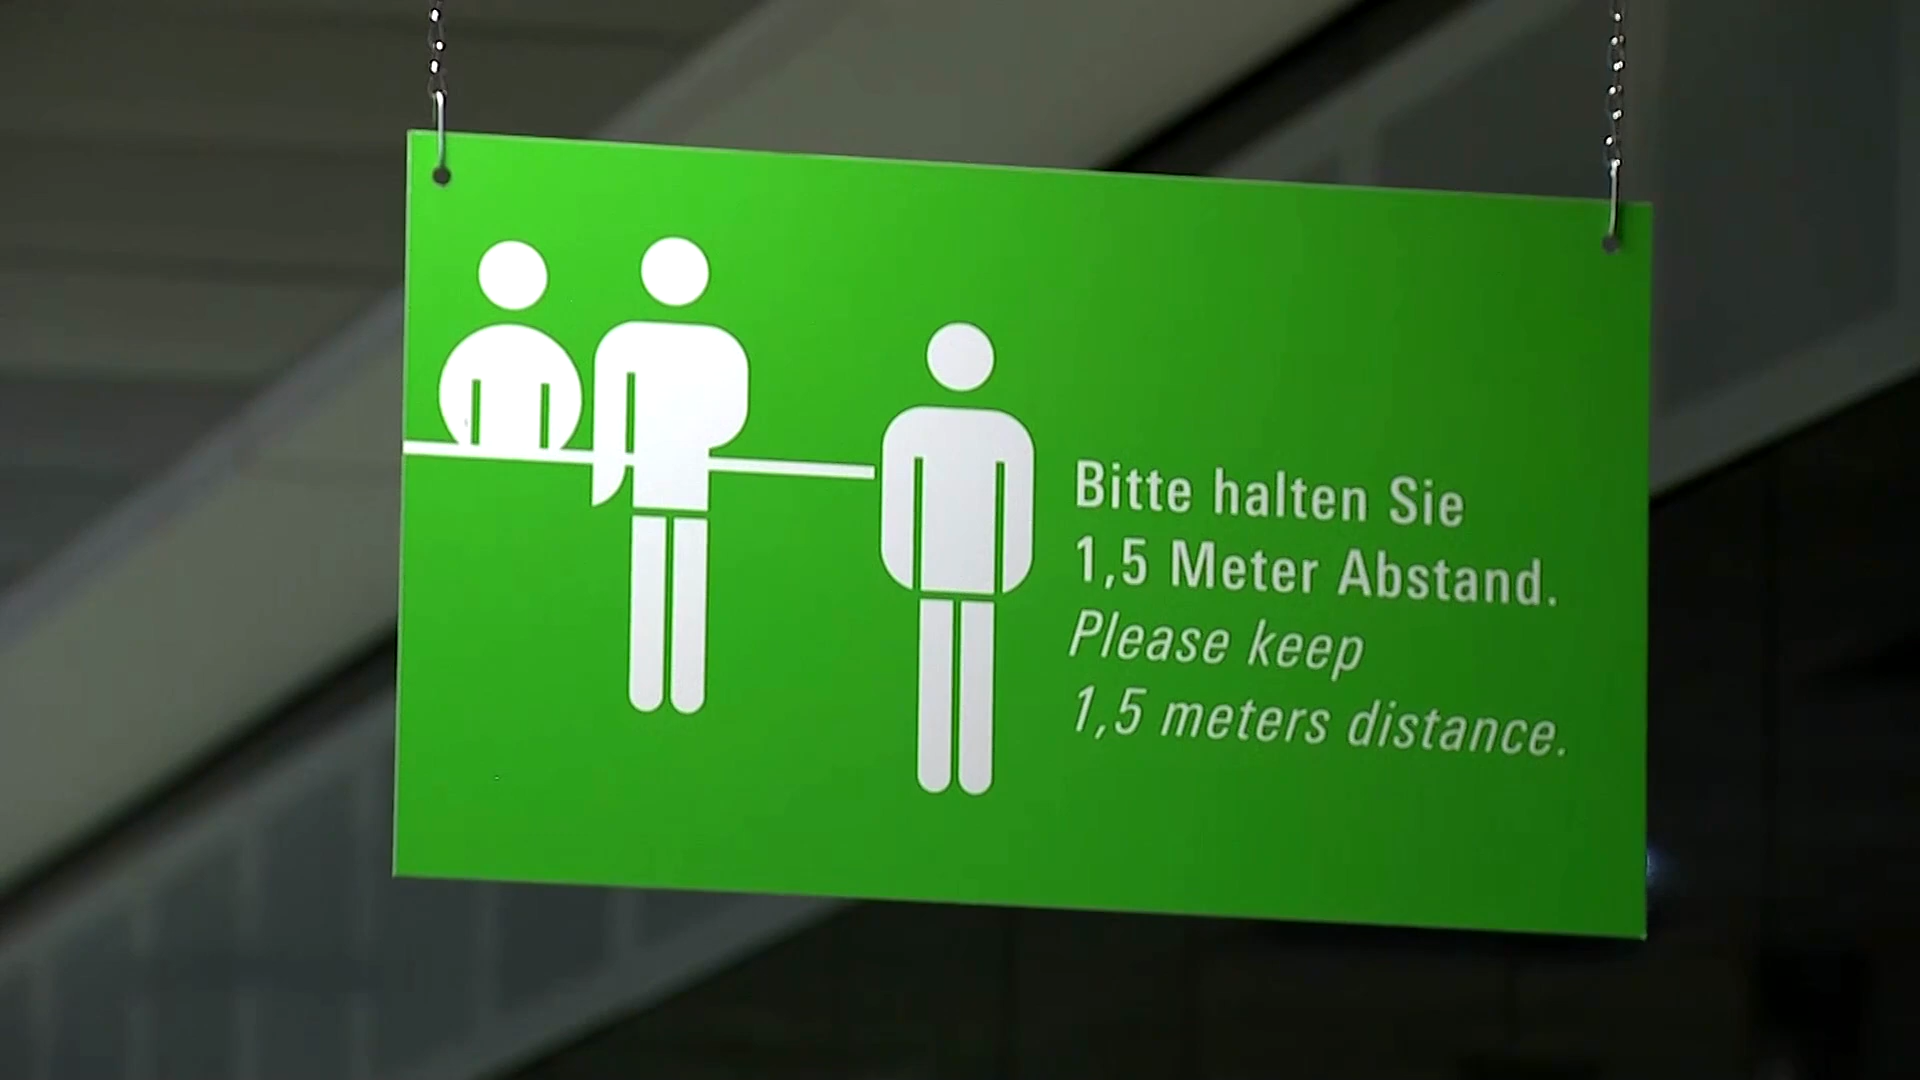 Bitte halten Sie
1,5 Meter Abstand.
Please keep
1,5 meters distance.